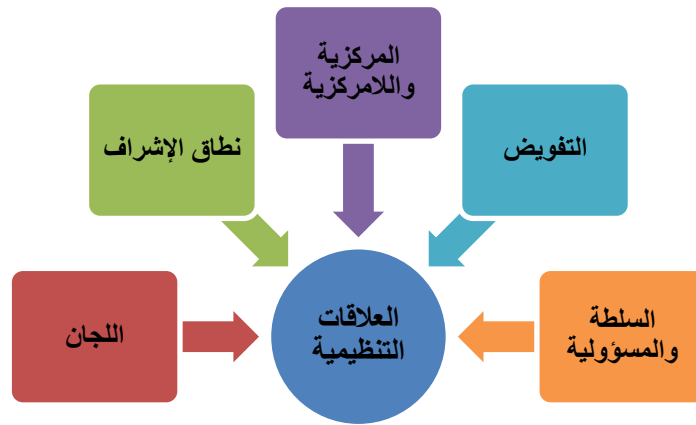 المركزية
واللامركزية
التفويض
نطاق الإشراف
السلطة
والمسؤولية
العلاقات
التنظيمية
اللجان